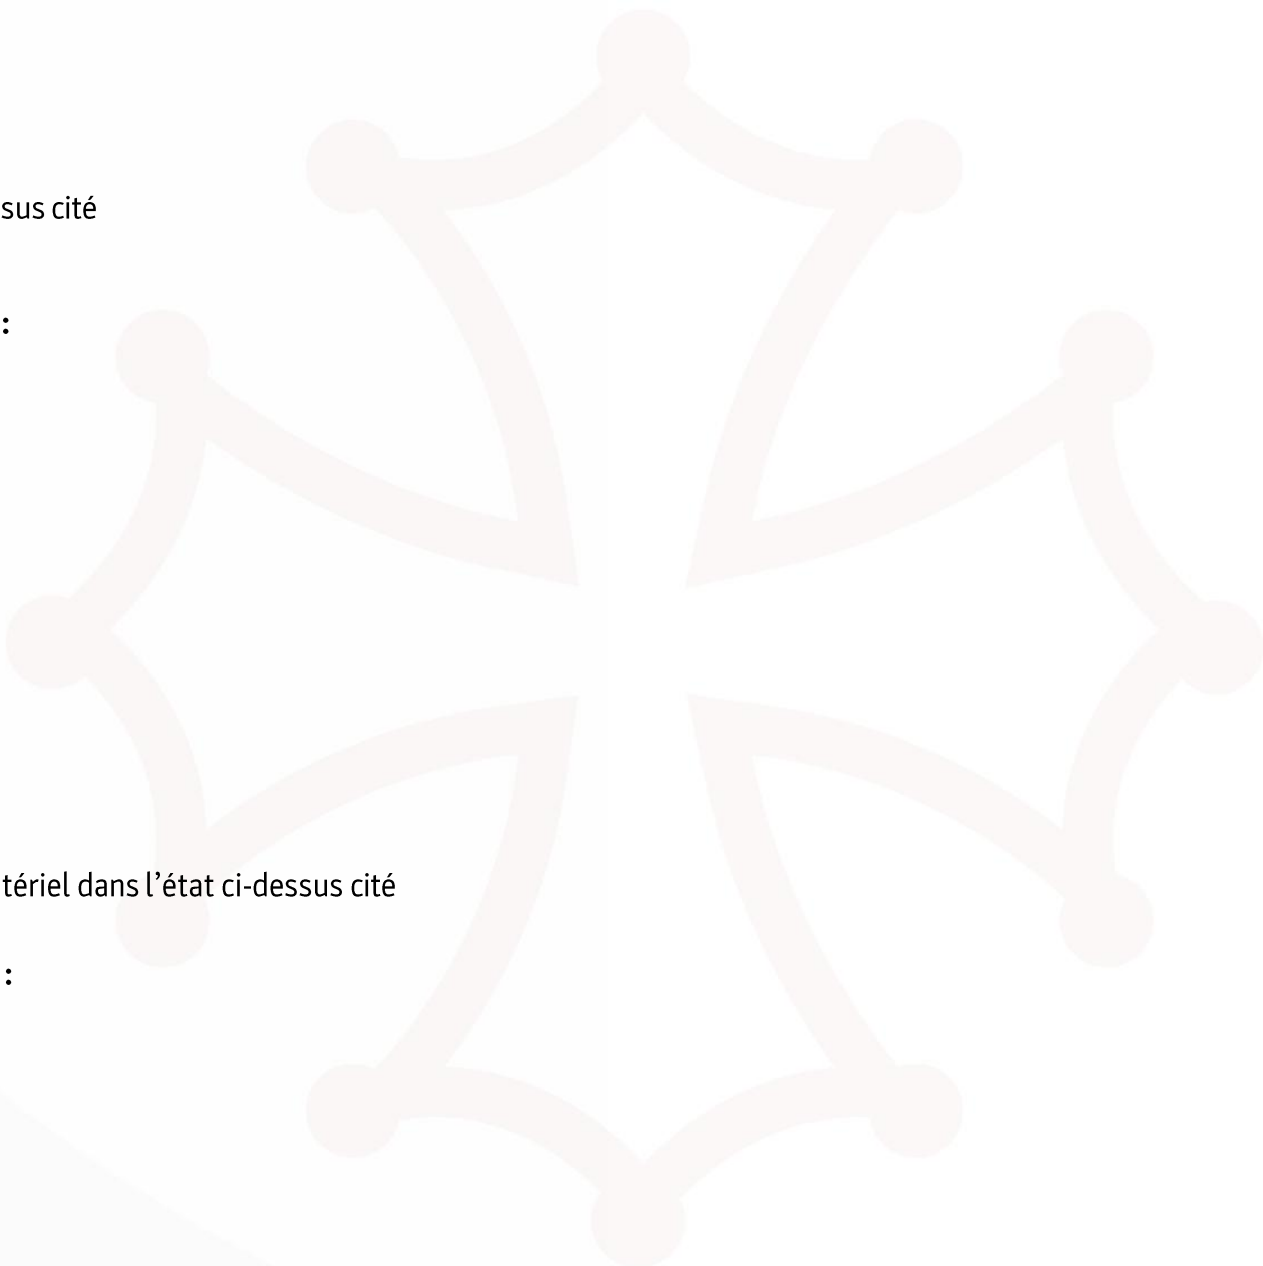 sus cité
:
tériel dans l’état ci-dessus cité
: